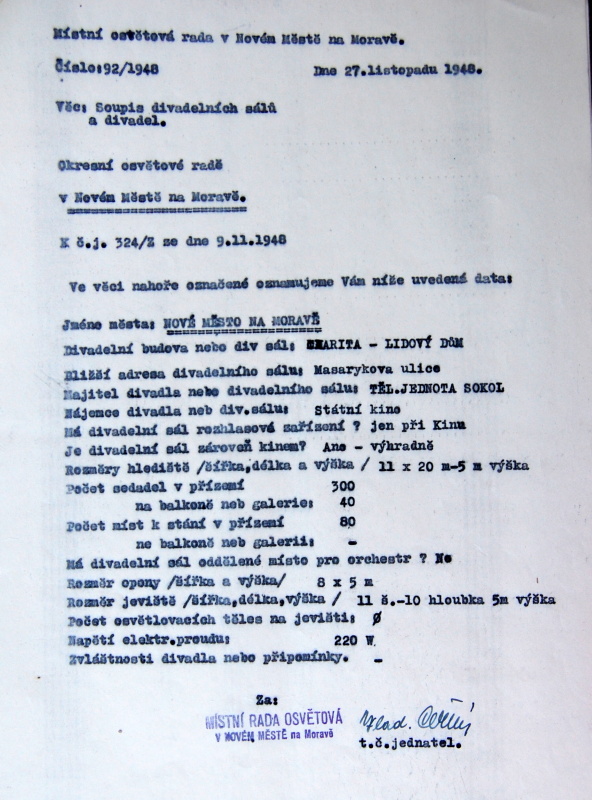 Místní osvětová rada v Novém Městě na Moravě.
Číslo:92/1948 Dne 27.listopadu 1948.
Věc: Soupis divadelních sálů
a divadel.
Okresní osvětové radě
v Novém Městě na Moravě.
K č.j. 324/Z ze dne 9.11.1948
Ve věci nahoře označené oznamujeme Vám níže uvedená data:
Jméno města: NOVÉ MĚSTO NA MORAVĚ
Divadelní budova nebo div sál: CHARITA - LIDOVÝ DŮM
Bližší adresa divadelního sálu: Masarykova ulice
Majitel divadla nebo divadelního sálu: TĚL.JEDNOTA SOKOL
Nájemce divadla neb div.sálu: Státní kino
Má divadelní sál rozhlasové zařízení ? jen při Kinu
Je divadelní sál zároveň kinem? Ano - výhradně
Rozměry hlediště /šířka,délka a výška / 11 x 20 m-5 m výška
Počet sedadel v přízemí 300
na balkoně neb galerie: 40
Počet míst k stání v přízemí 80
no balkoně neb galerii: -
Má divadelní sál oddělené místo pro orchestr ? No
Rozměr opony /šířka a výška/ 8 x 5 m
Rozměr jeviště /šířka,délka,výška / 11 š.-10 hloubka 5m výška
Počet osvětlovacích těles na jevišti: Ø
Napětí elektr.proudu: 220 W.
Zvláštnosti divadla nebo připomínky. -
Za:
MÍSTNÍ RADA OSVĚTOVÁ
V NOVÉM MĚSTĚ na Moravě
Vlad. Černý
t.č.jednatel.